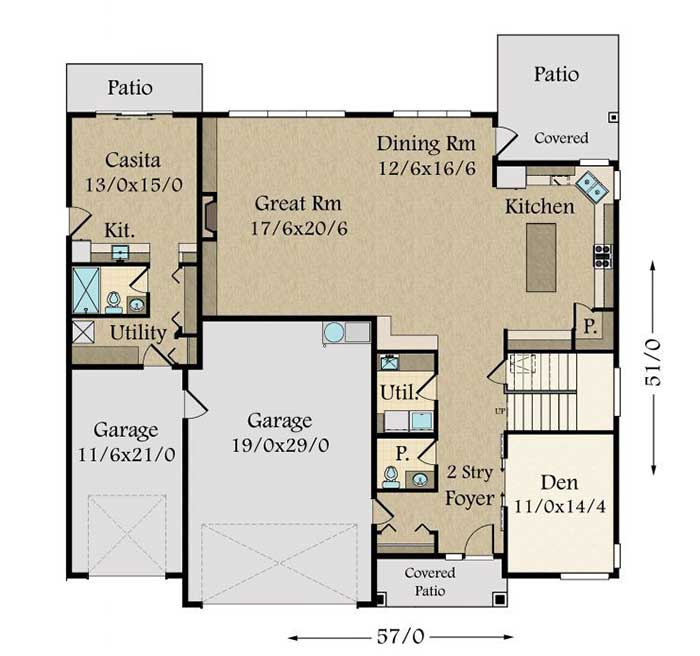 Patio
Patio
Covered
Casita
13/0x15/0
Kit.
Dining Rm
12/6x16/6
Great Rm
17/6x20/6
Kitchen
P.
Utility
51/0
Util.
UP
Garage
11/6x21/0
Garage
19/0x29/0
P.
2 Stry
Foyer
Den
11/0x14/4
Covered
Patio
57/0